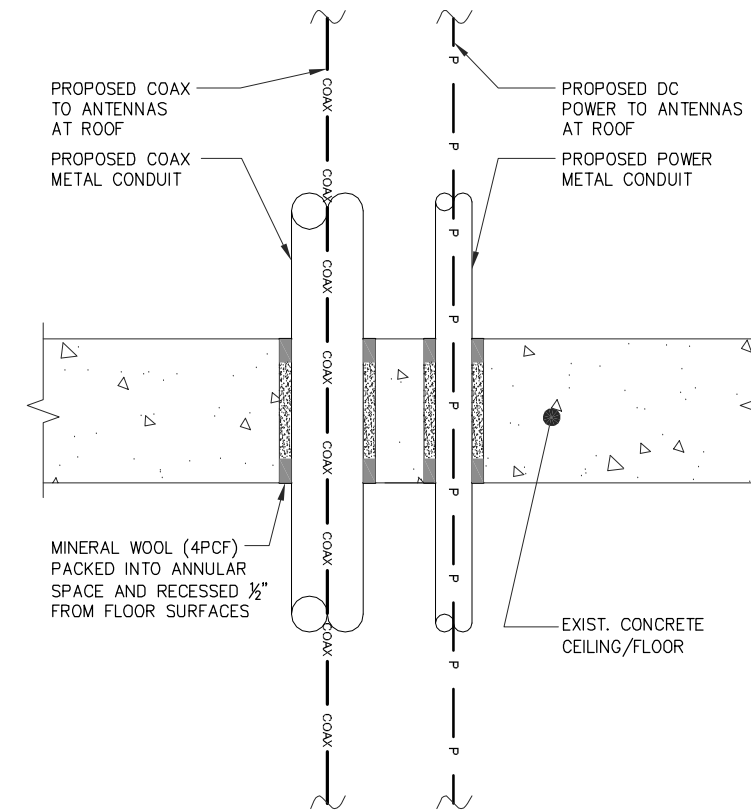 PROPOSED COAX
TO ANTENNAS
AT ROOF
PROPOSED COAX
METAL CONDUIT
PROPOSED DC
POWER TO ANTENNAS
AT ROOF
PROPOSED POWER
METAL CONDUIT
COAX
COAX
COAX
COAX
COAX
COAX
COAX
COAX
P
P
P
P
P
P
P
P
P
MINERAL WOOL (4PCF)
PACKED INTO ANNULAR
SPACE AND RECESSED ½"
FROM FLOOR SURFACES
EXIST. CONCRETE
CEILING/FLOOR